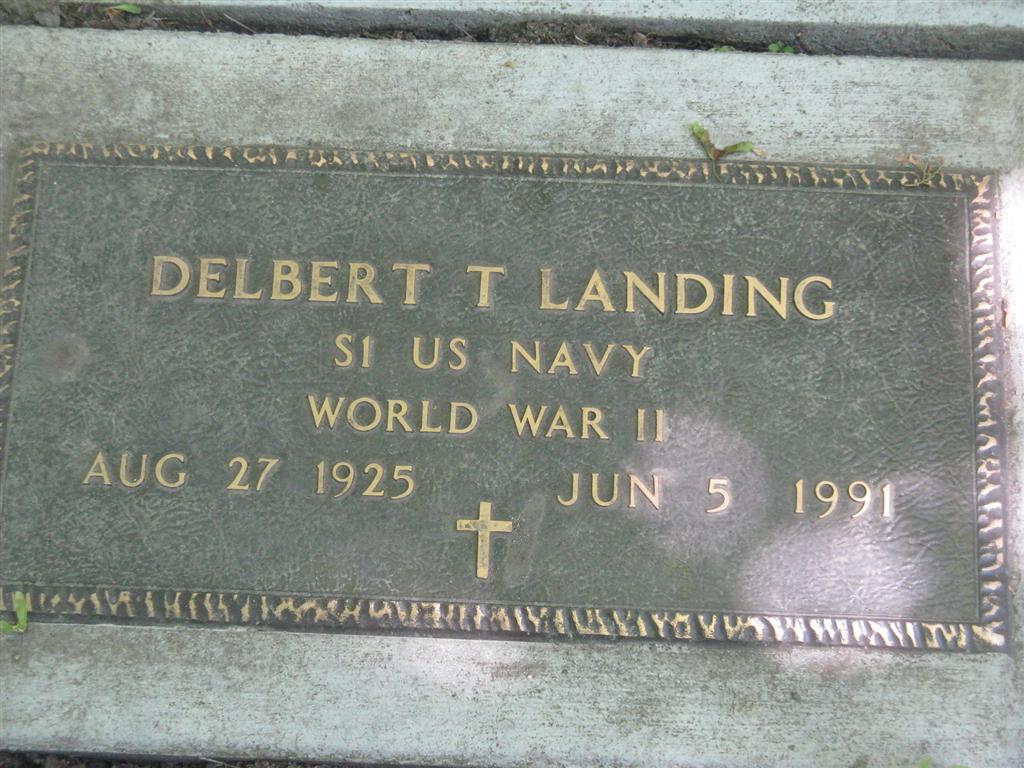 DELBERT T LANDING
S1 US NAVY
WORLD WAR II
AUG 27 1925 JUN 5 1991